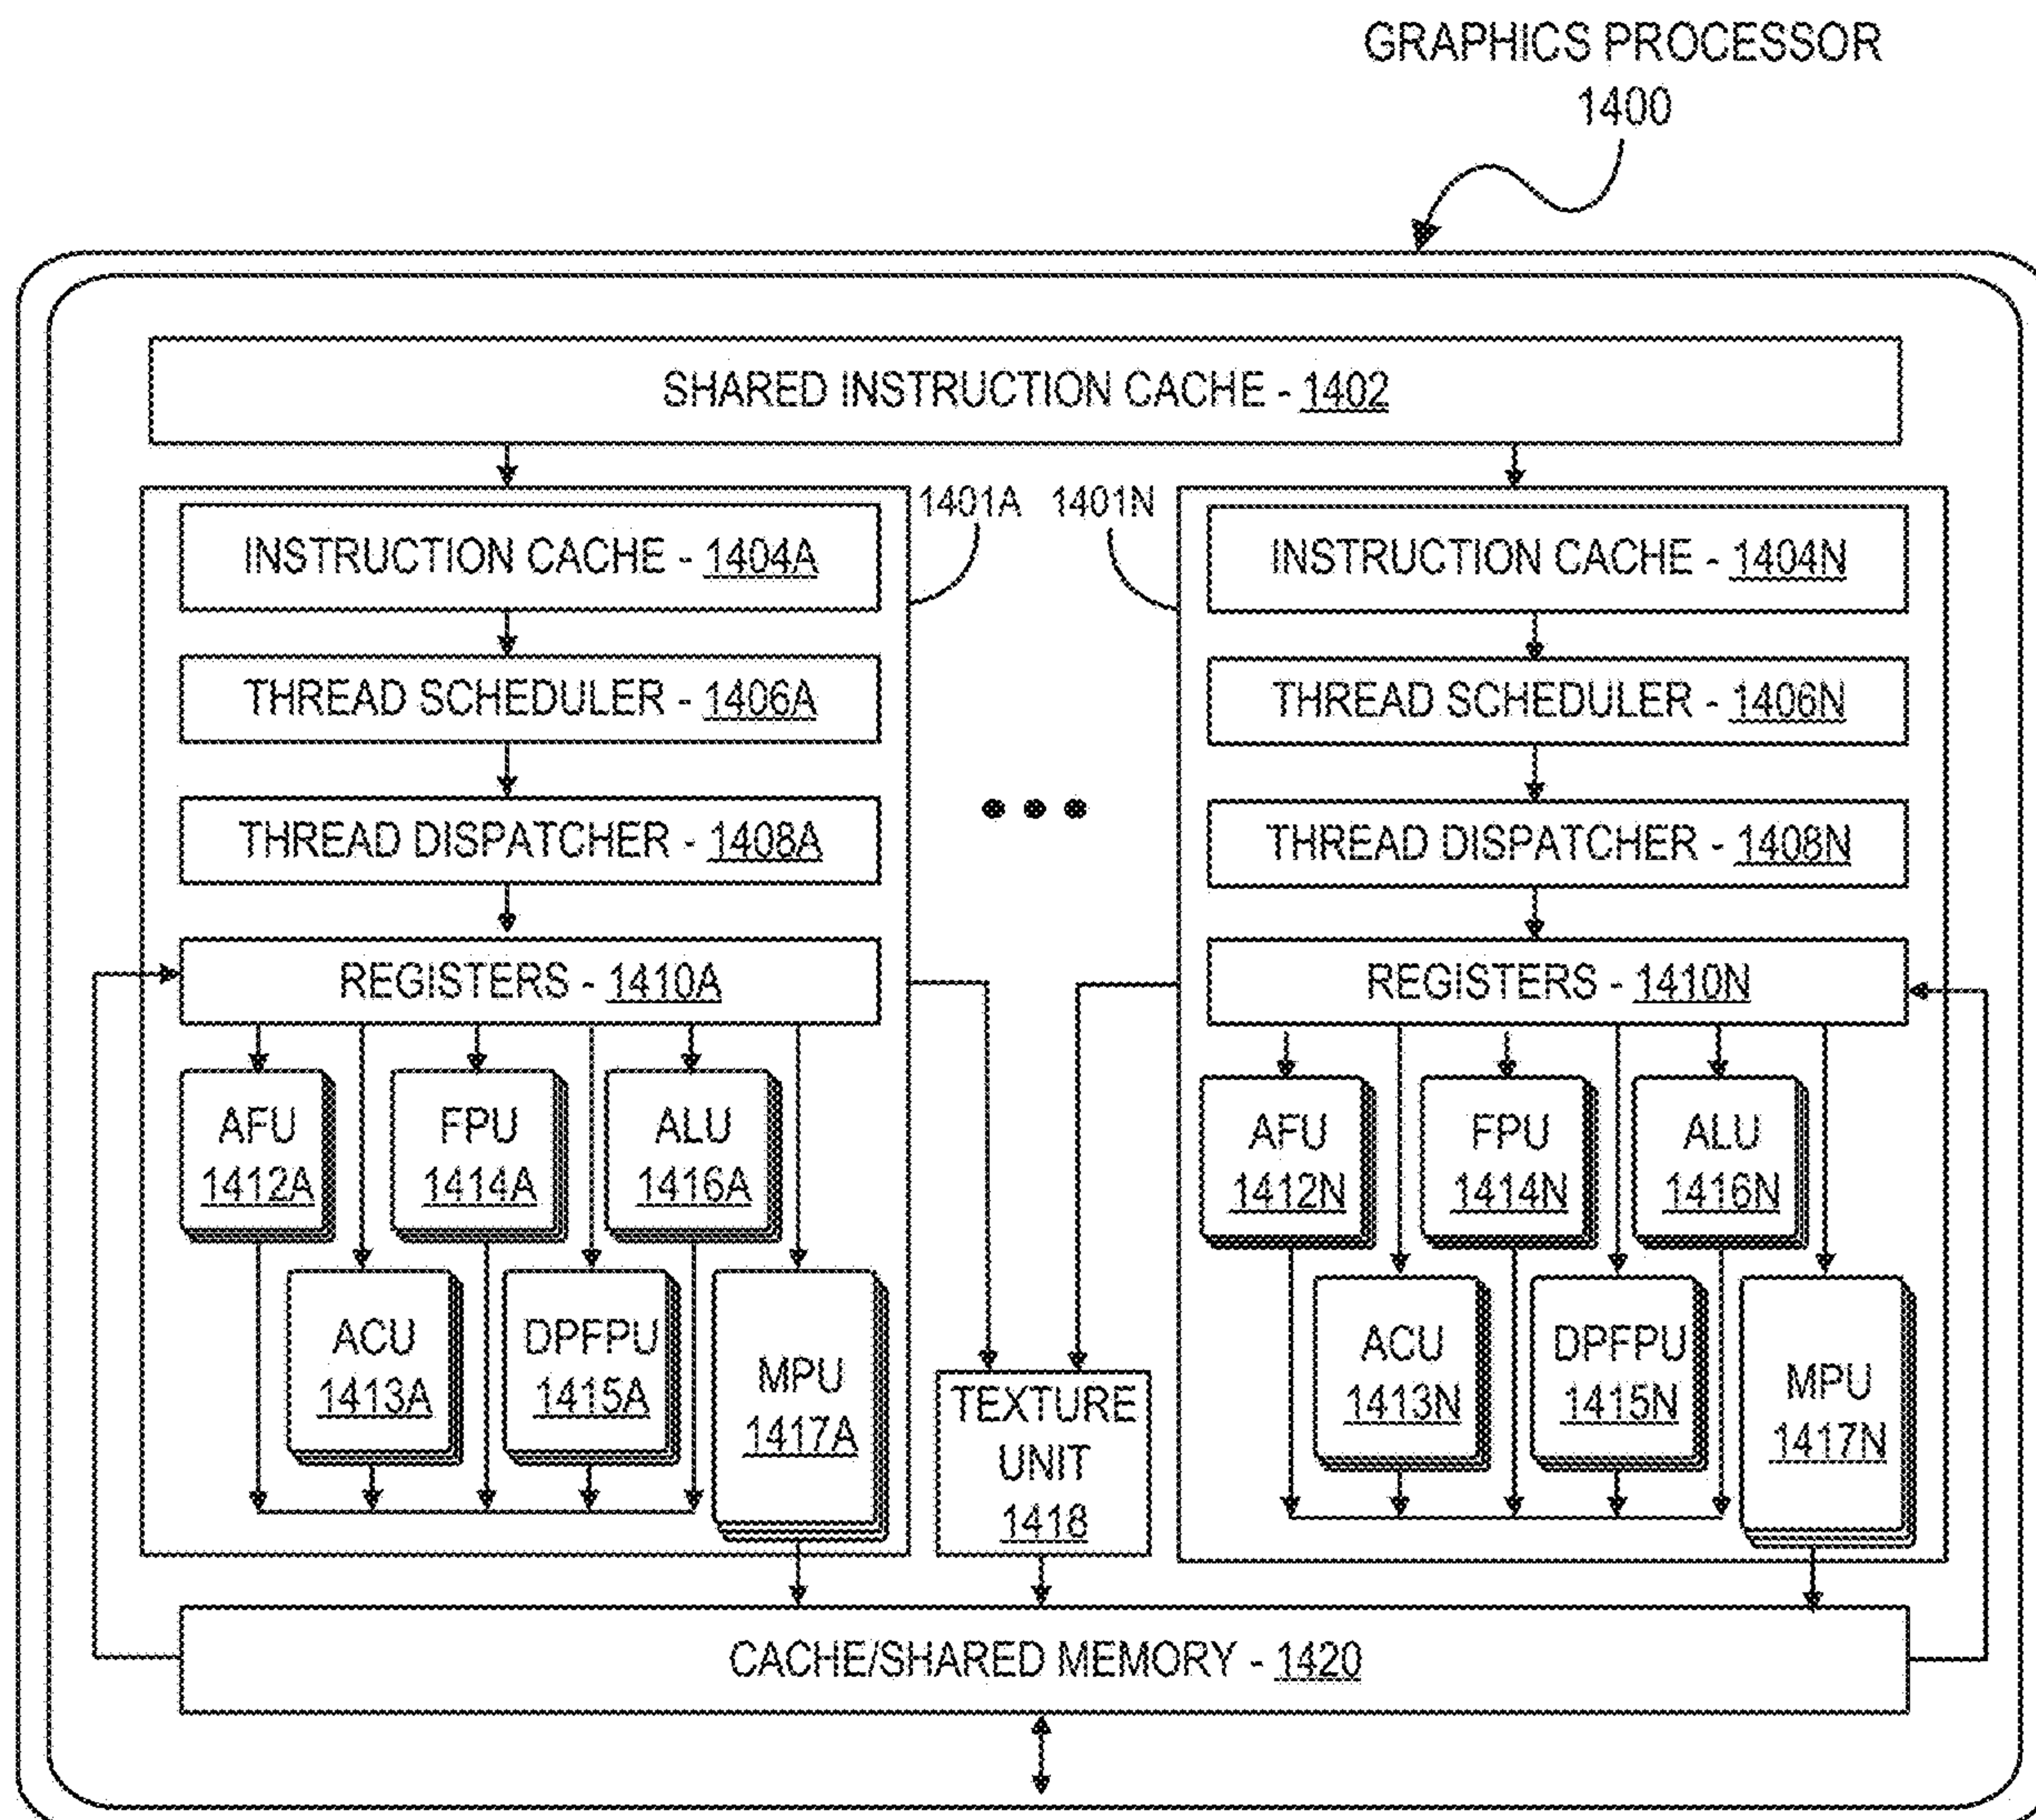 GRAPHICS PROCESSOR
1400
SHARED INSTRUCTION CACHE - 1402
1401A
1401N
INSTRUCTION CACHE - 1404A
THREAD SCHEDULER - 1406A
THREAD DISPATCHER - 1408A
REGISTERS - 1410A
AFU
1412A
FPU
1414A
ALU
1416A
ACU
1413A
DPFPU
1415A
MPU
1417A
TEXTURE
UNIT
1418
INSTRUCTION CACHE - 1404N
THREAD SCHEDULER - 1406N
THREAD DISPATCHER - 1408N
REGISTERS - 1410N
AFU
1412N
FPU
1414N
ALU
1416N
ACU
1413N
DPFPU
1415N
MPU
1417N
CACHE/SHARED MEMORY - 1420